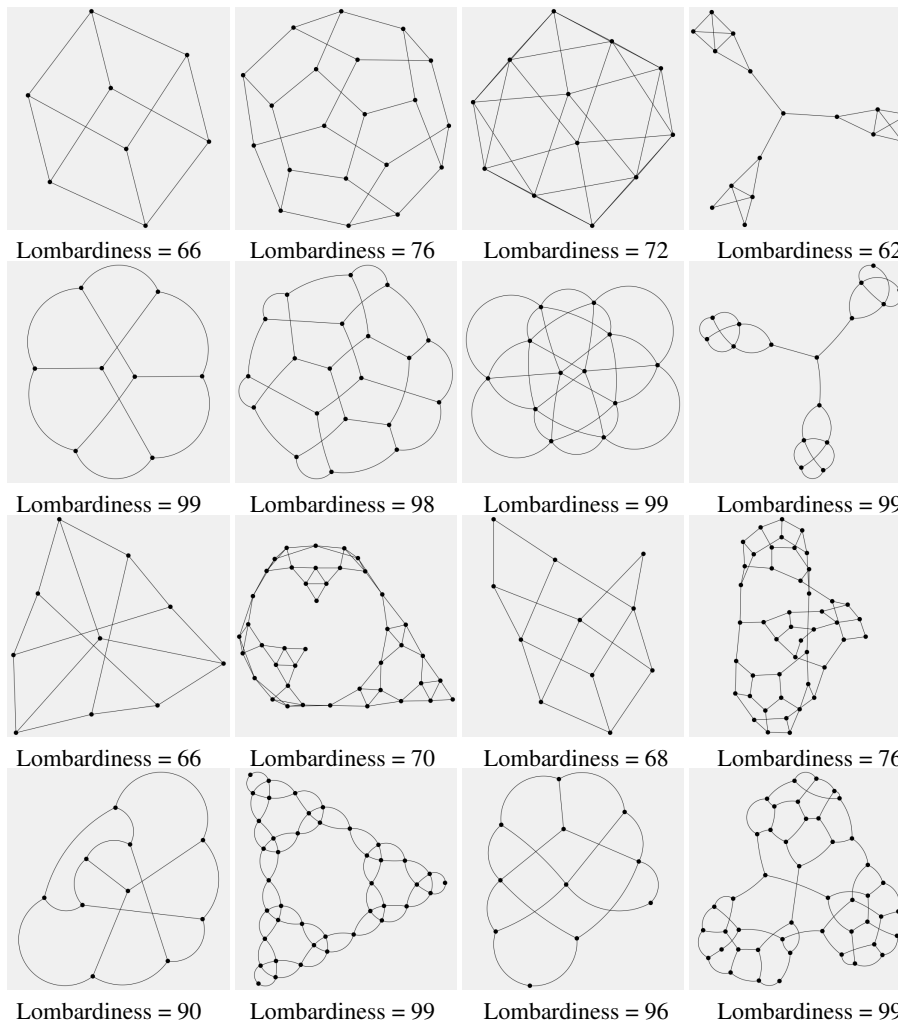 Lombardiness = 66 Lombardiness = 76 Lombardiness = 72 Lombardiness = 62
Lombardiness = 99 Lombardiness = 98 Lombardiness = 99 Lombardiness = 99
Lombardiness = 66 Lombardiness = 70 Lombardiness = 68 Lombardiness = 76
Lombardiness = 90 Lombardiness = 99 Lombardiness = 96 Lombardiness = 99